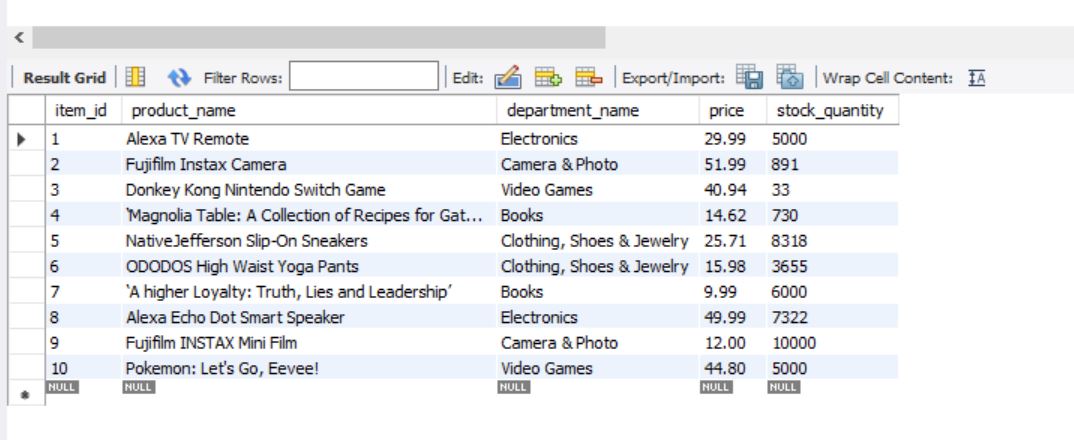 Result Grid Filter Rows: Edit: Export/Import: Wrap Cell Content: IA
item_id product_name department_name price stock_quantity
1 Alexa TV Remote Electronics 29.99 5000
2 Fujifilm Instax Camera Camera & Photo 51.99 891
3 Donkey Kong Nintendo Switch Game Video Games 40.94 33
4 'Magnolia Table: A Collection of Recipes for Gat... Books 14.62 730
5 NativeJefferson Slip-On Sneakers Clothing, Shoes & Jewelry 25.71 8318
6 ODODOS High Waist Yoga Pants Clothing, Shoes & Jewelry 15.98 3655
7 ‵A higher Loyalty: Truth, Lies and Leadership′ Books 9.99 6000
8 Alexa Echo Dot Smart Speaker Electronics 49.99 7322
9 Fujifilm INSTAX Mini Film Camera & Photo 12.00 10000
10 Pokemon: Let's Go, Eevee! Video Games 44.80 5000
NULL NULL NULL NULL NULL